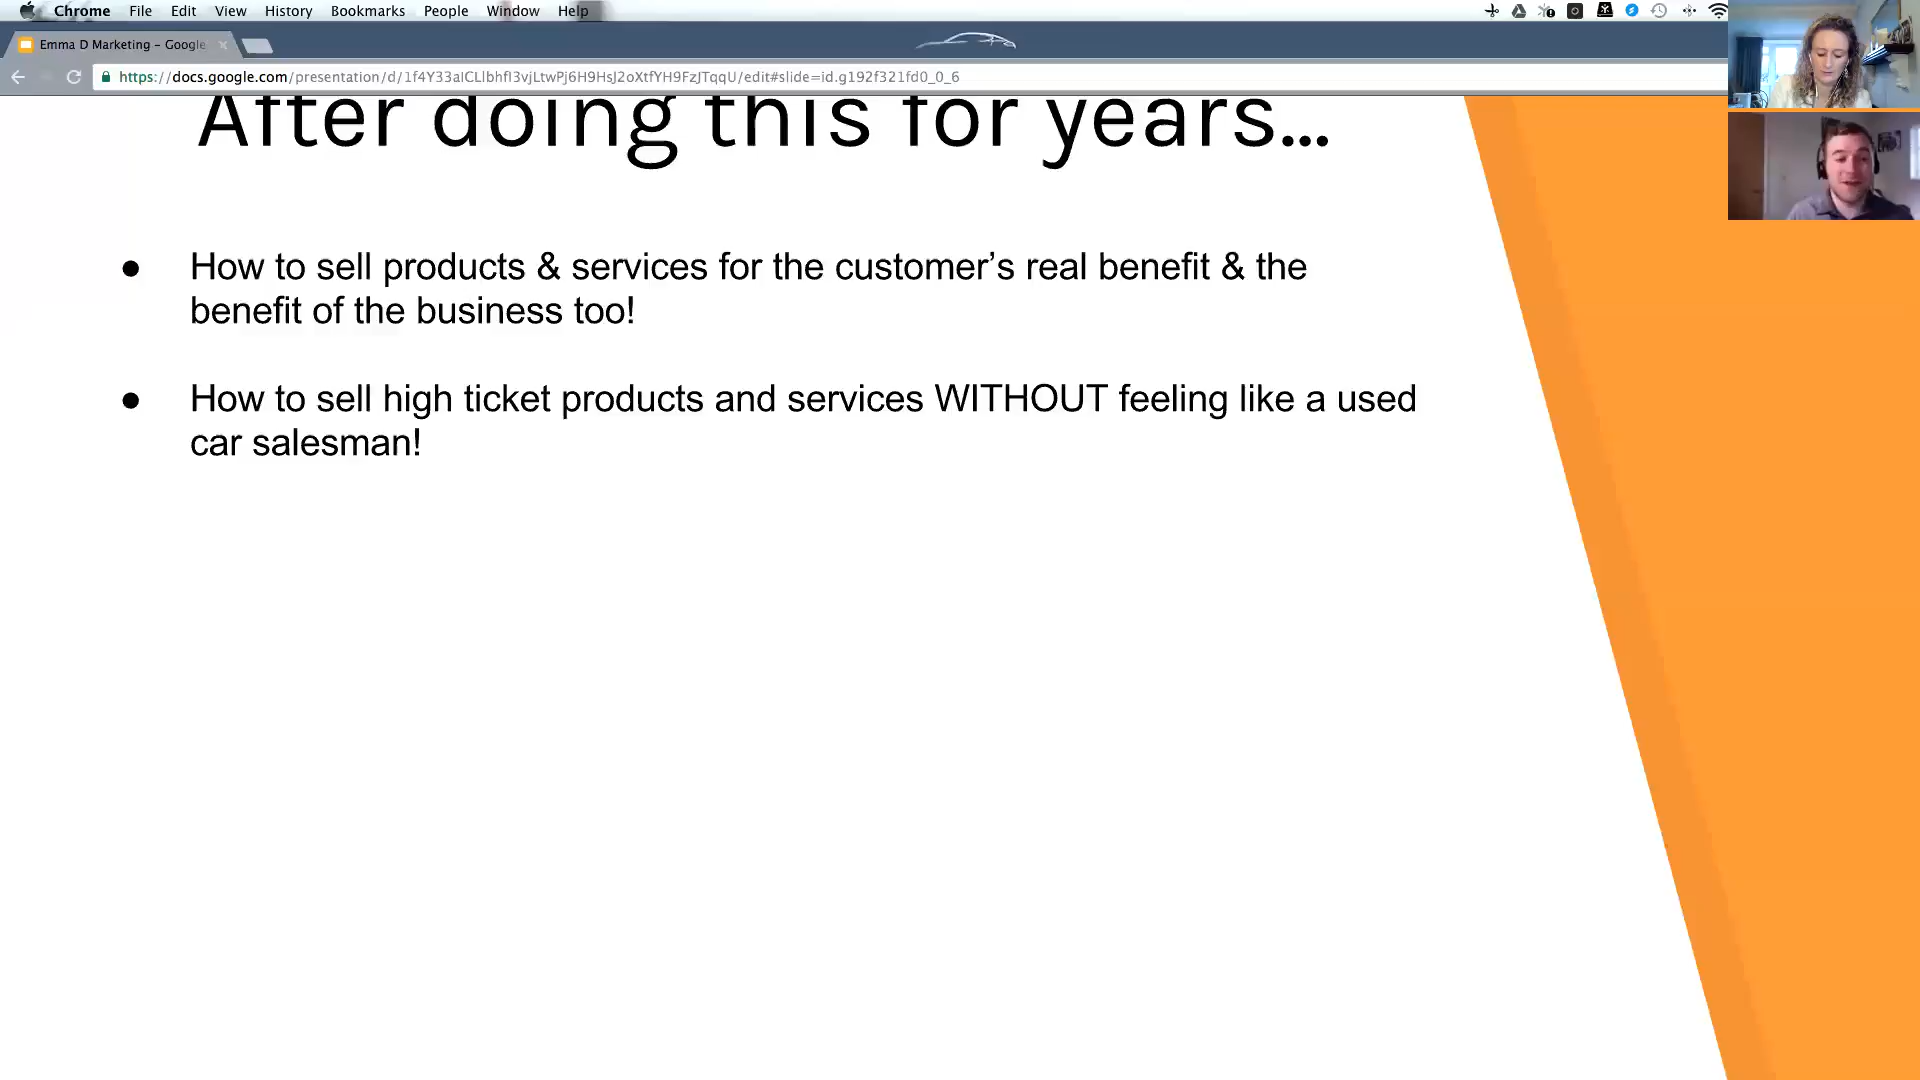 Chrome File Edit View History Bookmarks People Window Help
Emma D Marketing – Google
https://docs.google.com/presentation/d/1f4Y33aICLlbhfI3vjLtwPj6H9HsJ2oXtfYH9FzJTqqU/edit#slide=id.g192f321fd0_0_6
After doing this for years...
● How to sell products & services for the customer’s real benefit & the
benefit of the business too!
● How to sell high ticket products and services WITHOUT feeling like a used
car salesman!